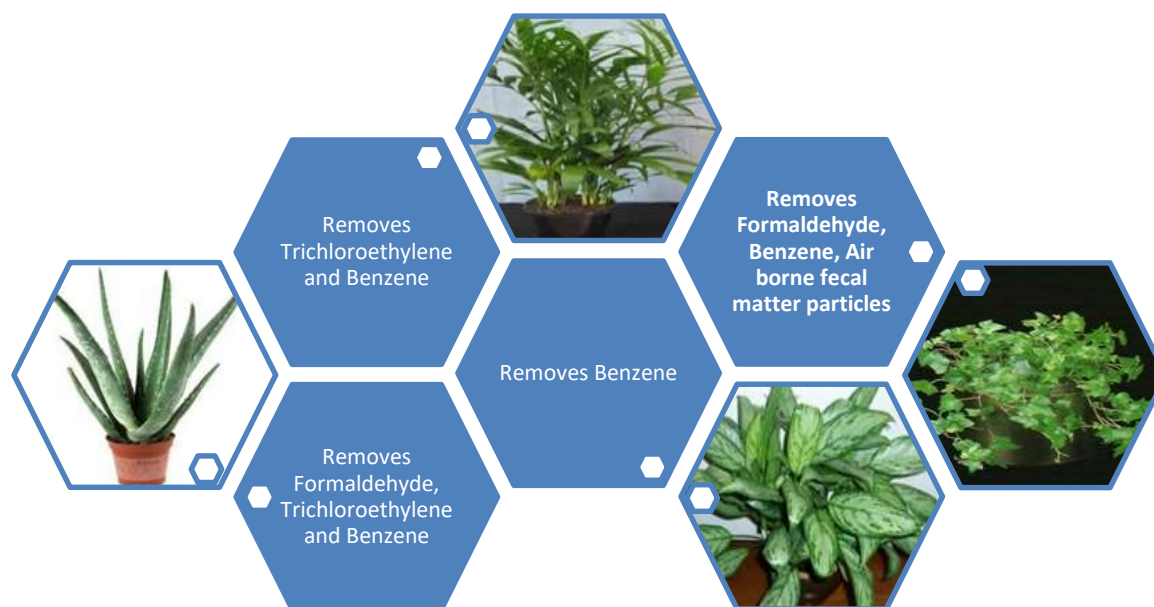 Removes
Trichloroethylene
and Benzene
Removes
Formaldehyde,
Benzene, Air
borne fecal
matter particles
Removes Benzene
Removes
Formaldehyde,
Trichloroethylene
and Benzene